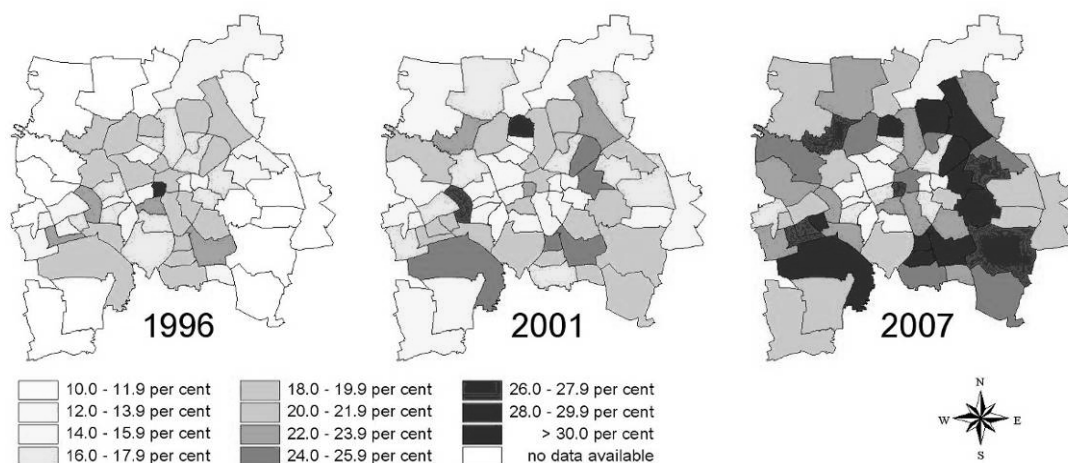 1996
2001
2007
10.0 - 11.9 per cent
12.0 - 13.9 per cent
14.0 - 15.9 per cent
16.0 - 17.9 per cent
18.0 - 19.9 per cent
20.0 - 21.9 per cent
22.0 - 23.9 per cent
24.0 - 25.9 per cent
26.0 - 27.9 per cent
28.0 - 29.9 per cent
> 30.0 per cent
no data available
N
W E
S